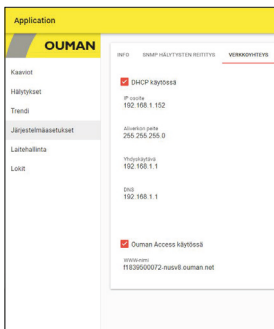 Application
OUMAN
INFO SNMP HÄLYTYSTEN REITITYS VERKKOYHTEYS
Kaaviot
Hälytykset
Trendi
Järjestelmäasetukset
Laitehallinta
Lokit
DHCP käytössä
IP osoite
192.168.1.152
Aliverkon peite
255.255.255.0
Yhdyskäytävä
192.168.1.1
DNS
192.168.1.1
Ouman Access käytössä
WWW-nimi
f1839500072-nusv8.ouman.net